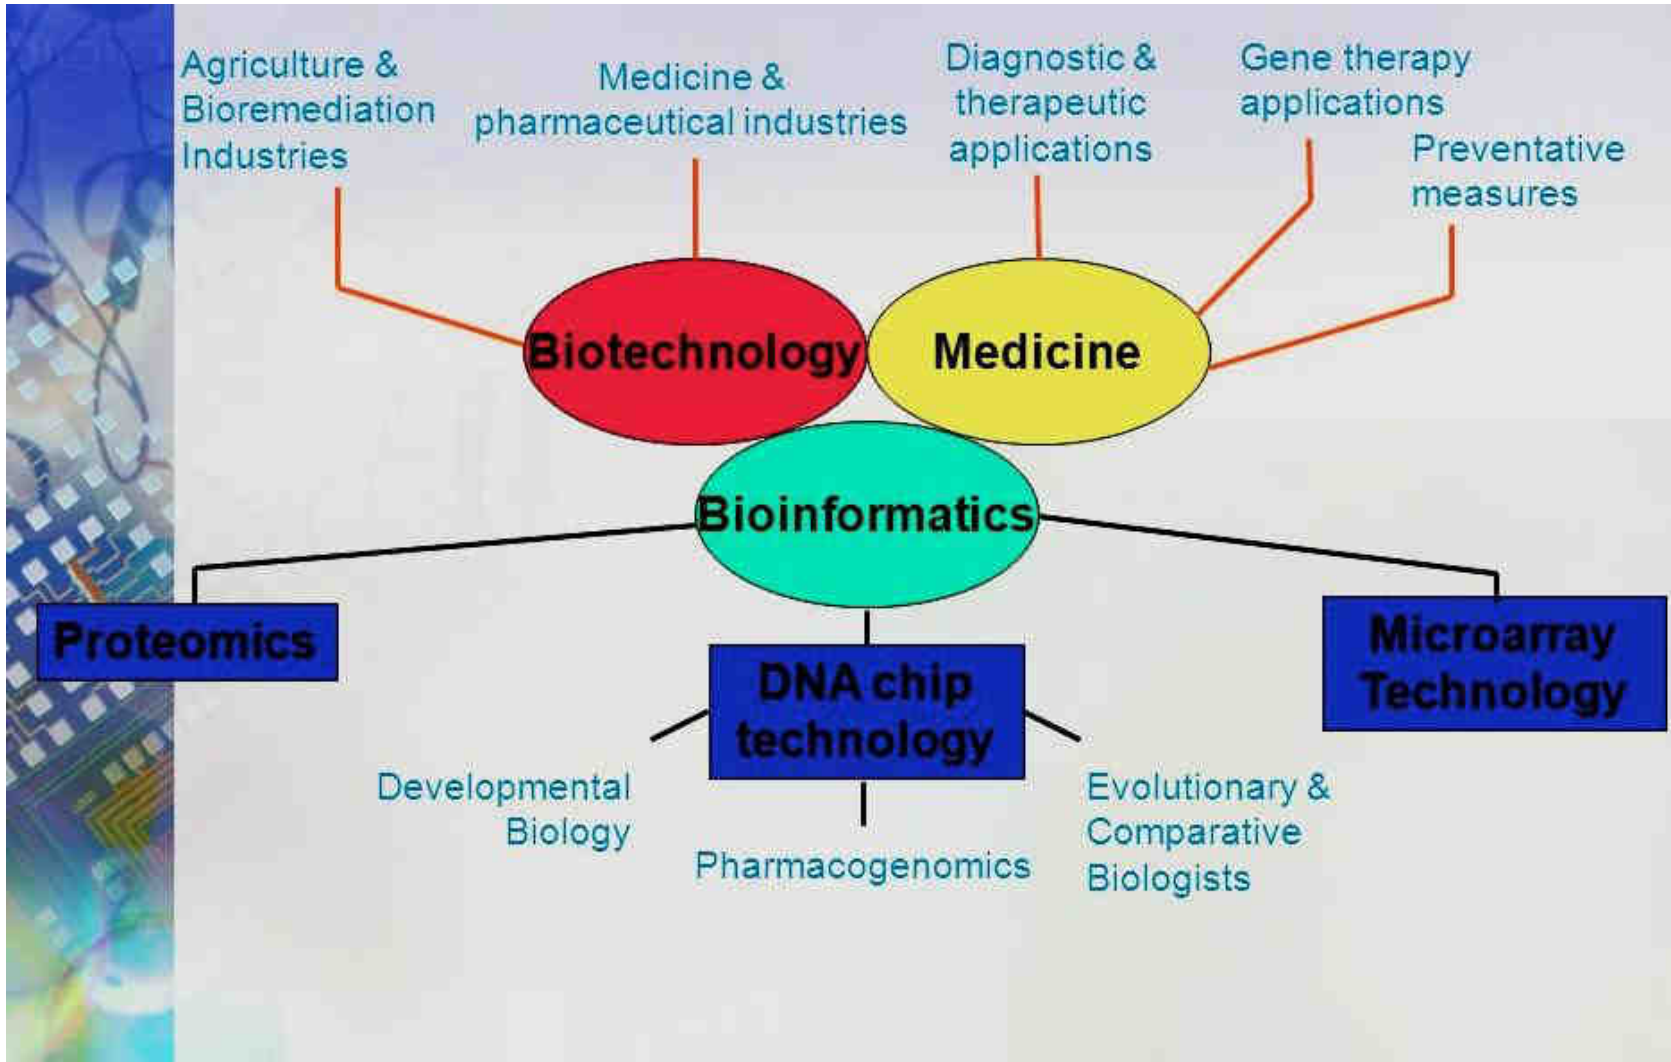 Agriculture &
Bioremediation
Industries
Medicine &
pharmaceutical industries
Diagnostic &
therapeutic
applications
Gene therapy
applications
Preventative
measures
Biotechnology
Medicine
Bioinformatics
Proteomics
DNA chip
technology
Microarray
Technology
Developmental
Biology
Pharmacogenomics
Evolutionary &
Comparative
Biologists